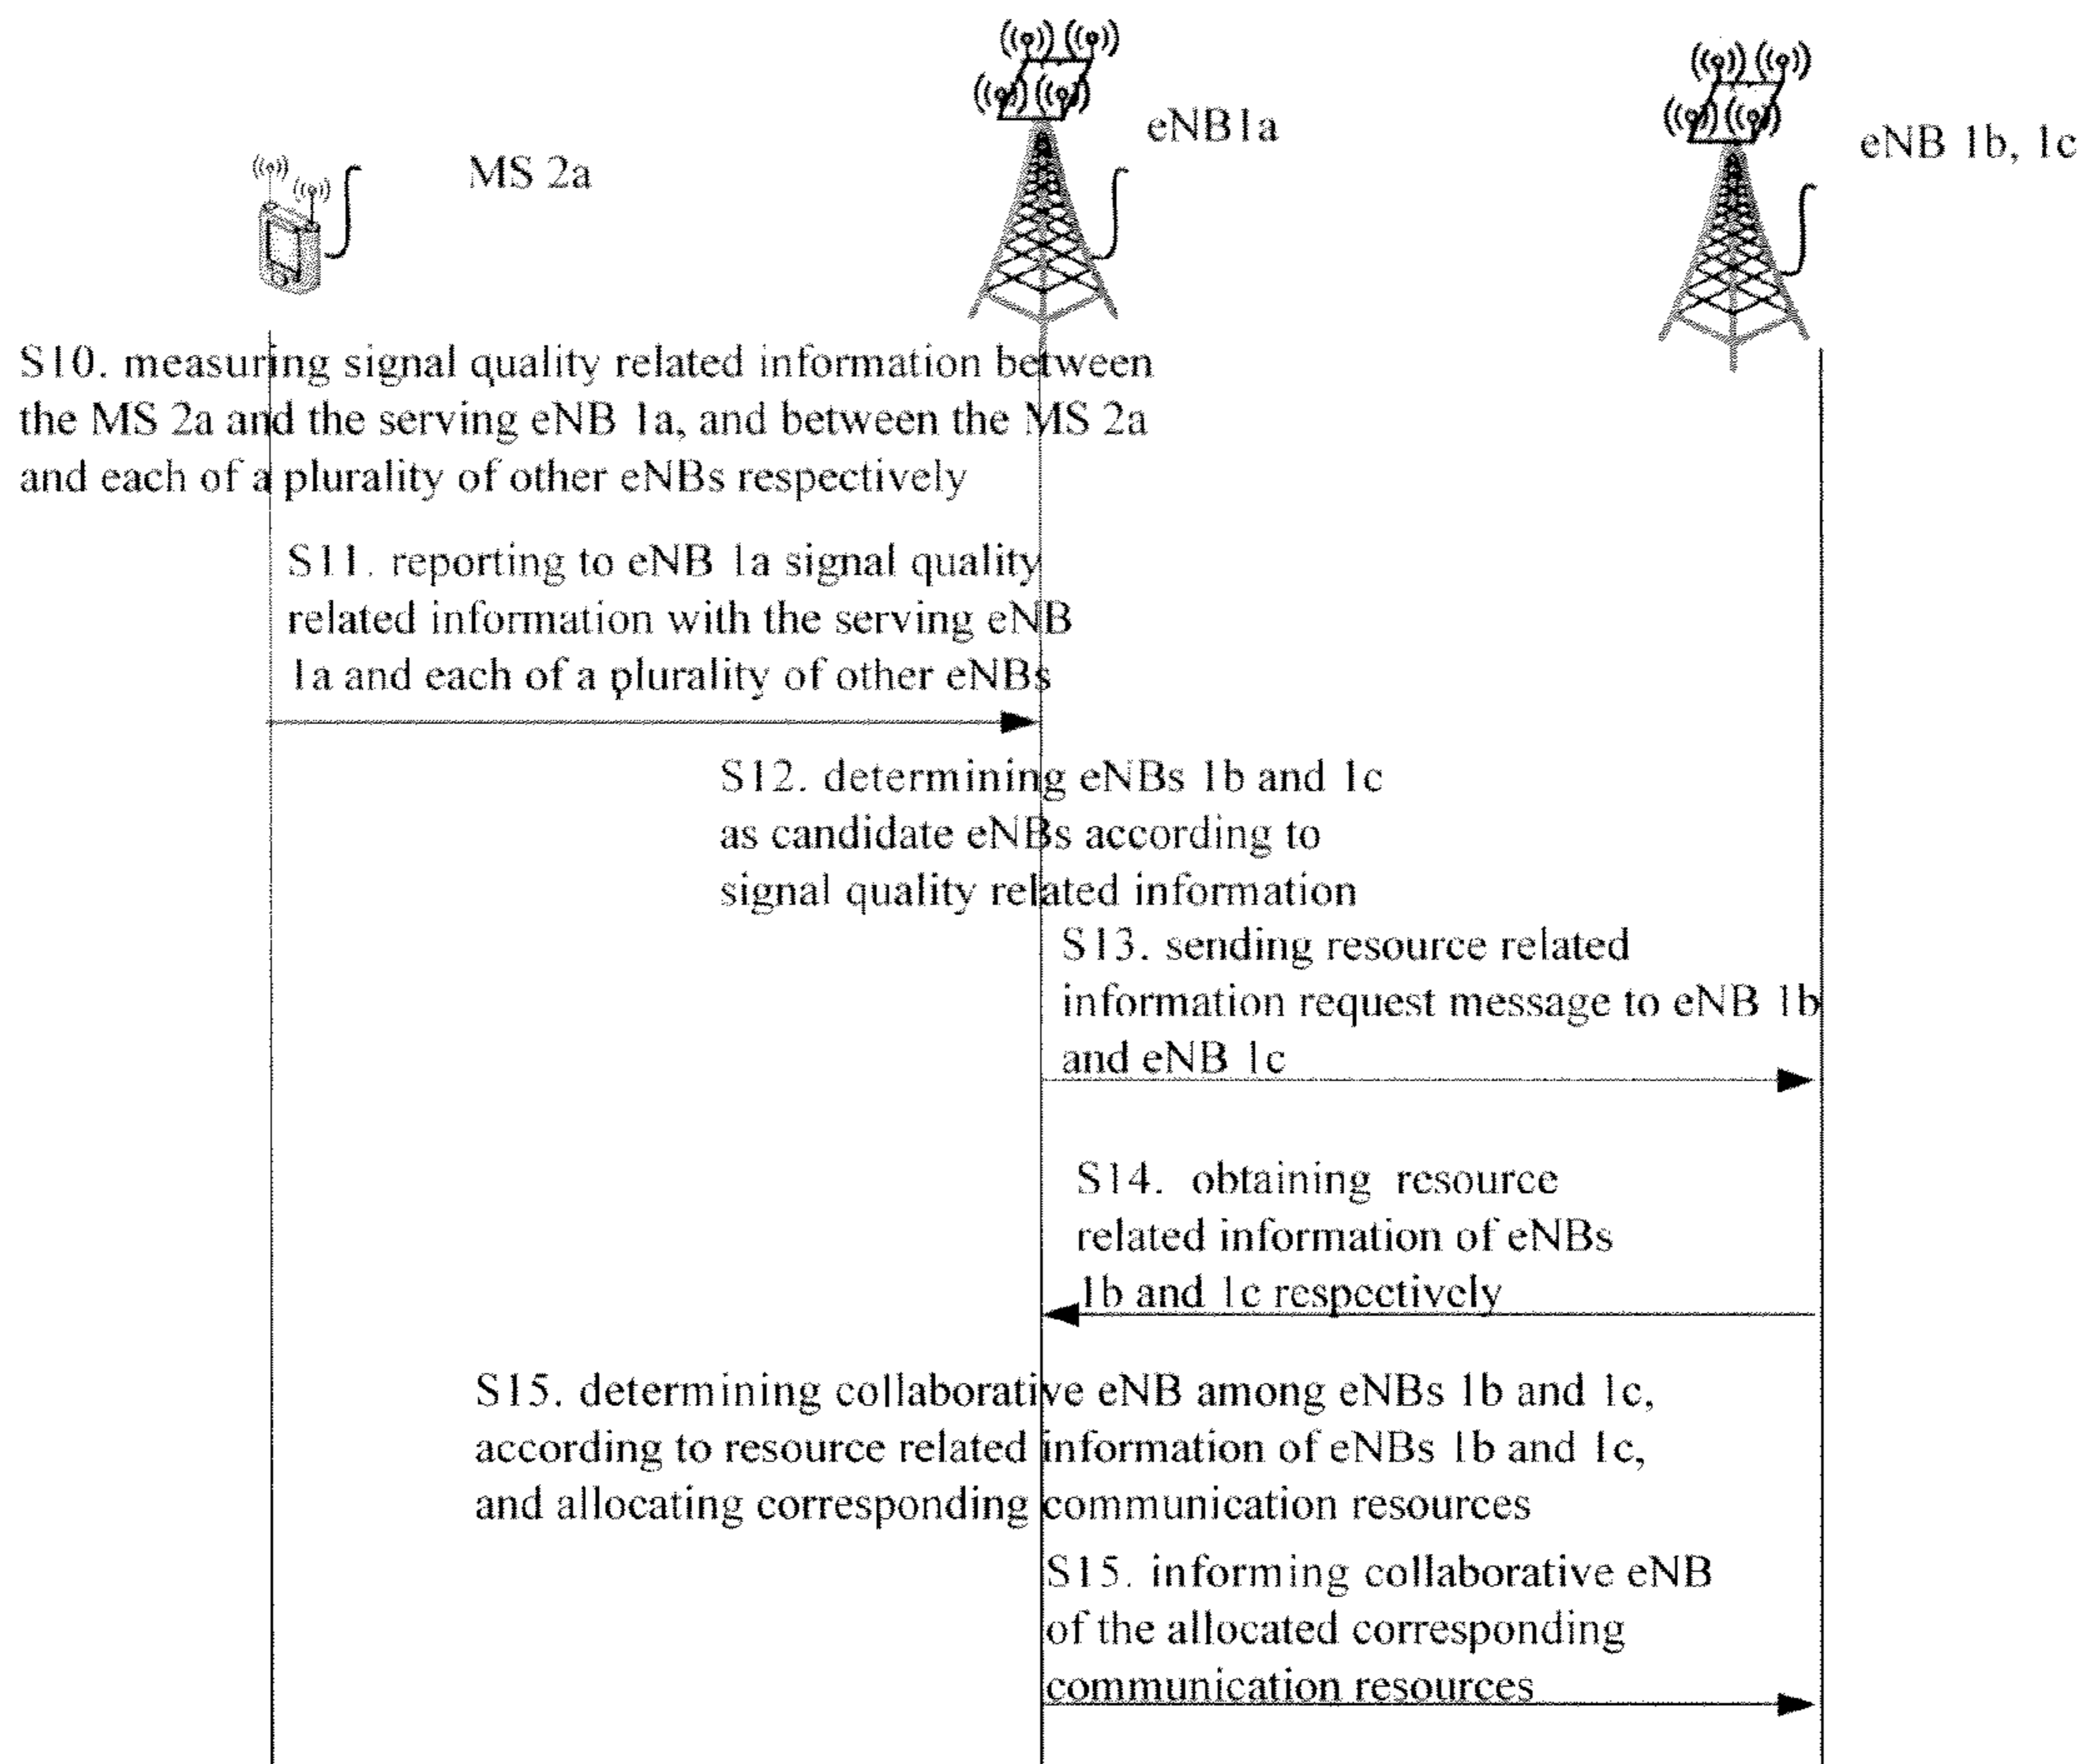 MS 2a
eNB1a
eNB 1b, 1c
S10. measuring signal quality related information between
the MS 2a and the serving eNB 1a, and between the MS 2a
and each of a plurality of other eNBs respectively
S11. reporting to eNB 1a signal quality
related information with the serving eNB
1a and each of a plurality of other eNBs
S12. determining eNBs 1b and 1c
as candidate eNBs according to
signal quality related information
S13. sending resource related
information request message to eNB 1b
and eNB 1c
S14. obtaining resource
related information of eNBs
1b and 1c respectively
S15. determining collaborative eNB among eNBs 1b and 1c,
according to resource related information of eNBs 1b and 1c,
and allocating corresponding communication resources
S15. informing collaborative eNB
of the allocated corresponding
communication resources